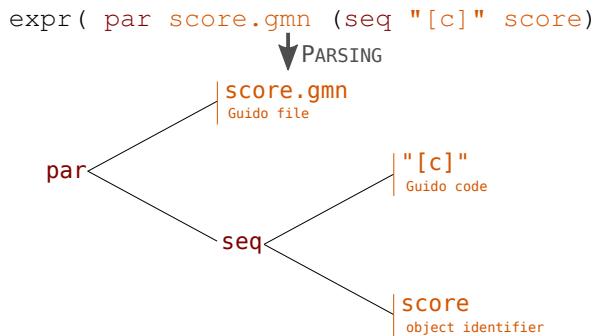 expr( par score.gmn (seq "[c]" score)
PARSING
score.gmn
Guido file
par
"[c]"
Guido code
seq
score
object identifier